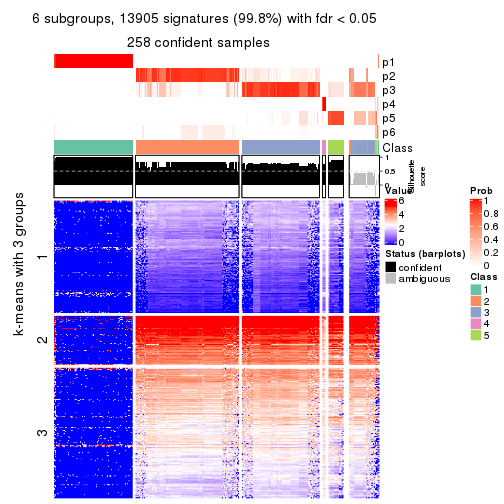 6 subgroups, 13905 signatures (99.8%) with fdr < 0.05
258 confident samples
p1
p2
p3
p4
p5
p6
Class
1
0.5
0
Silhouette
score
k-means with 3 groups
1
2
3
Value
6
4
2
0
Status (barplots)
confident
ambiguous
Prob
1
0.8
0.6
0.4
0.2
0
Class
1
2
3
4
5